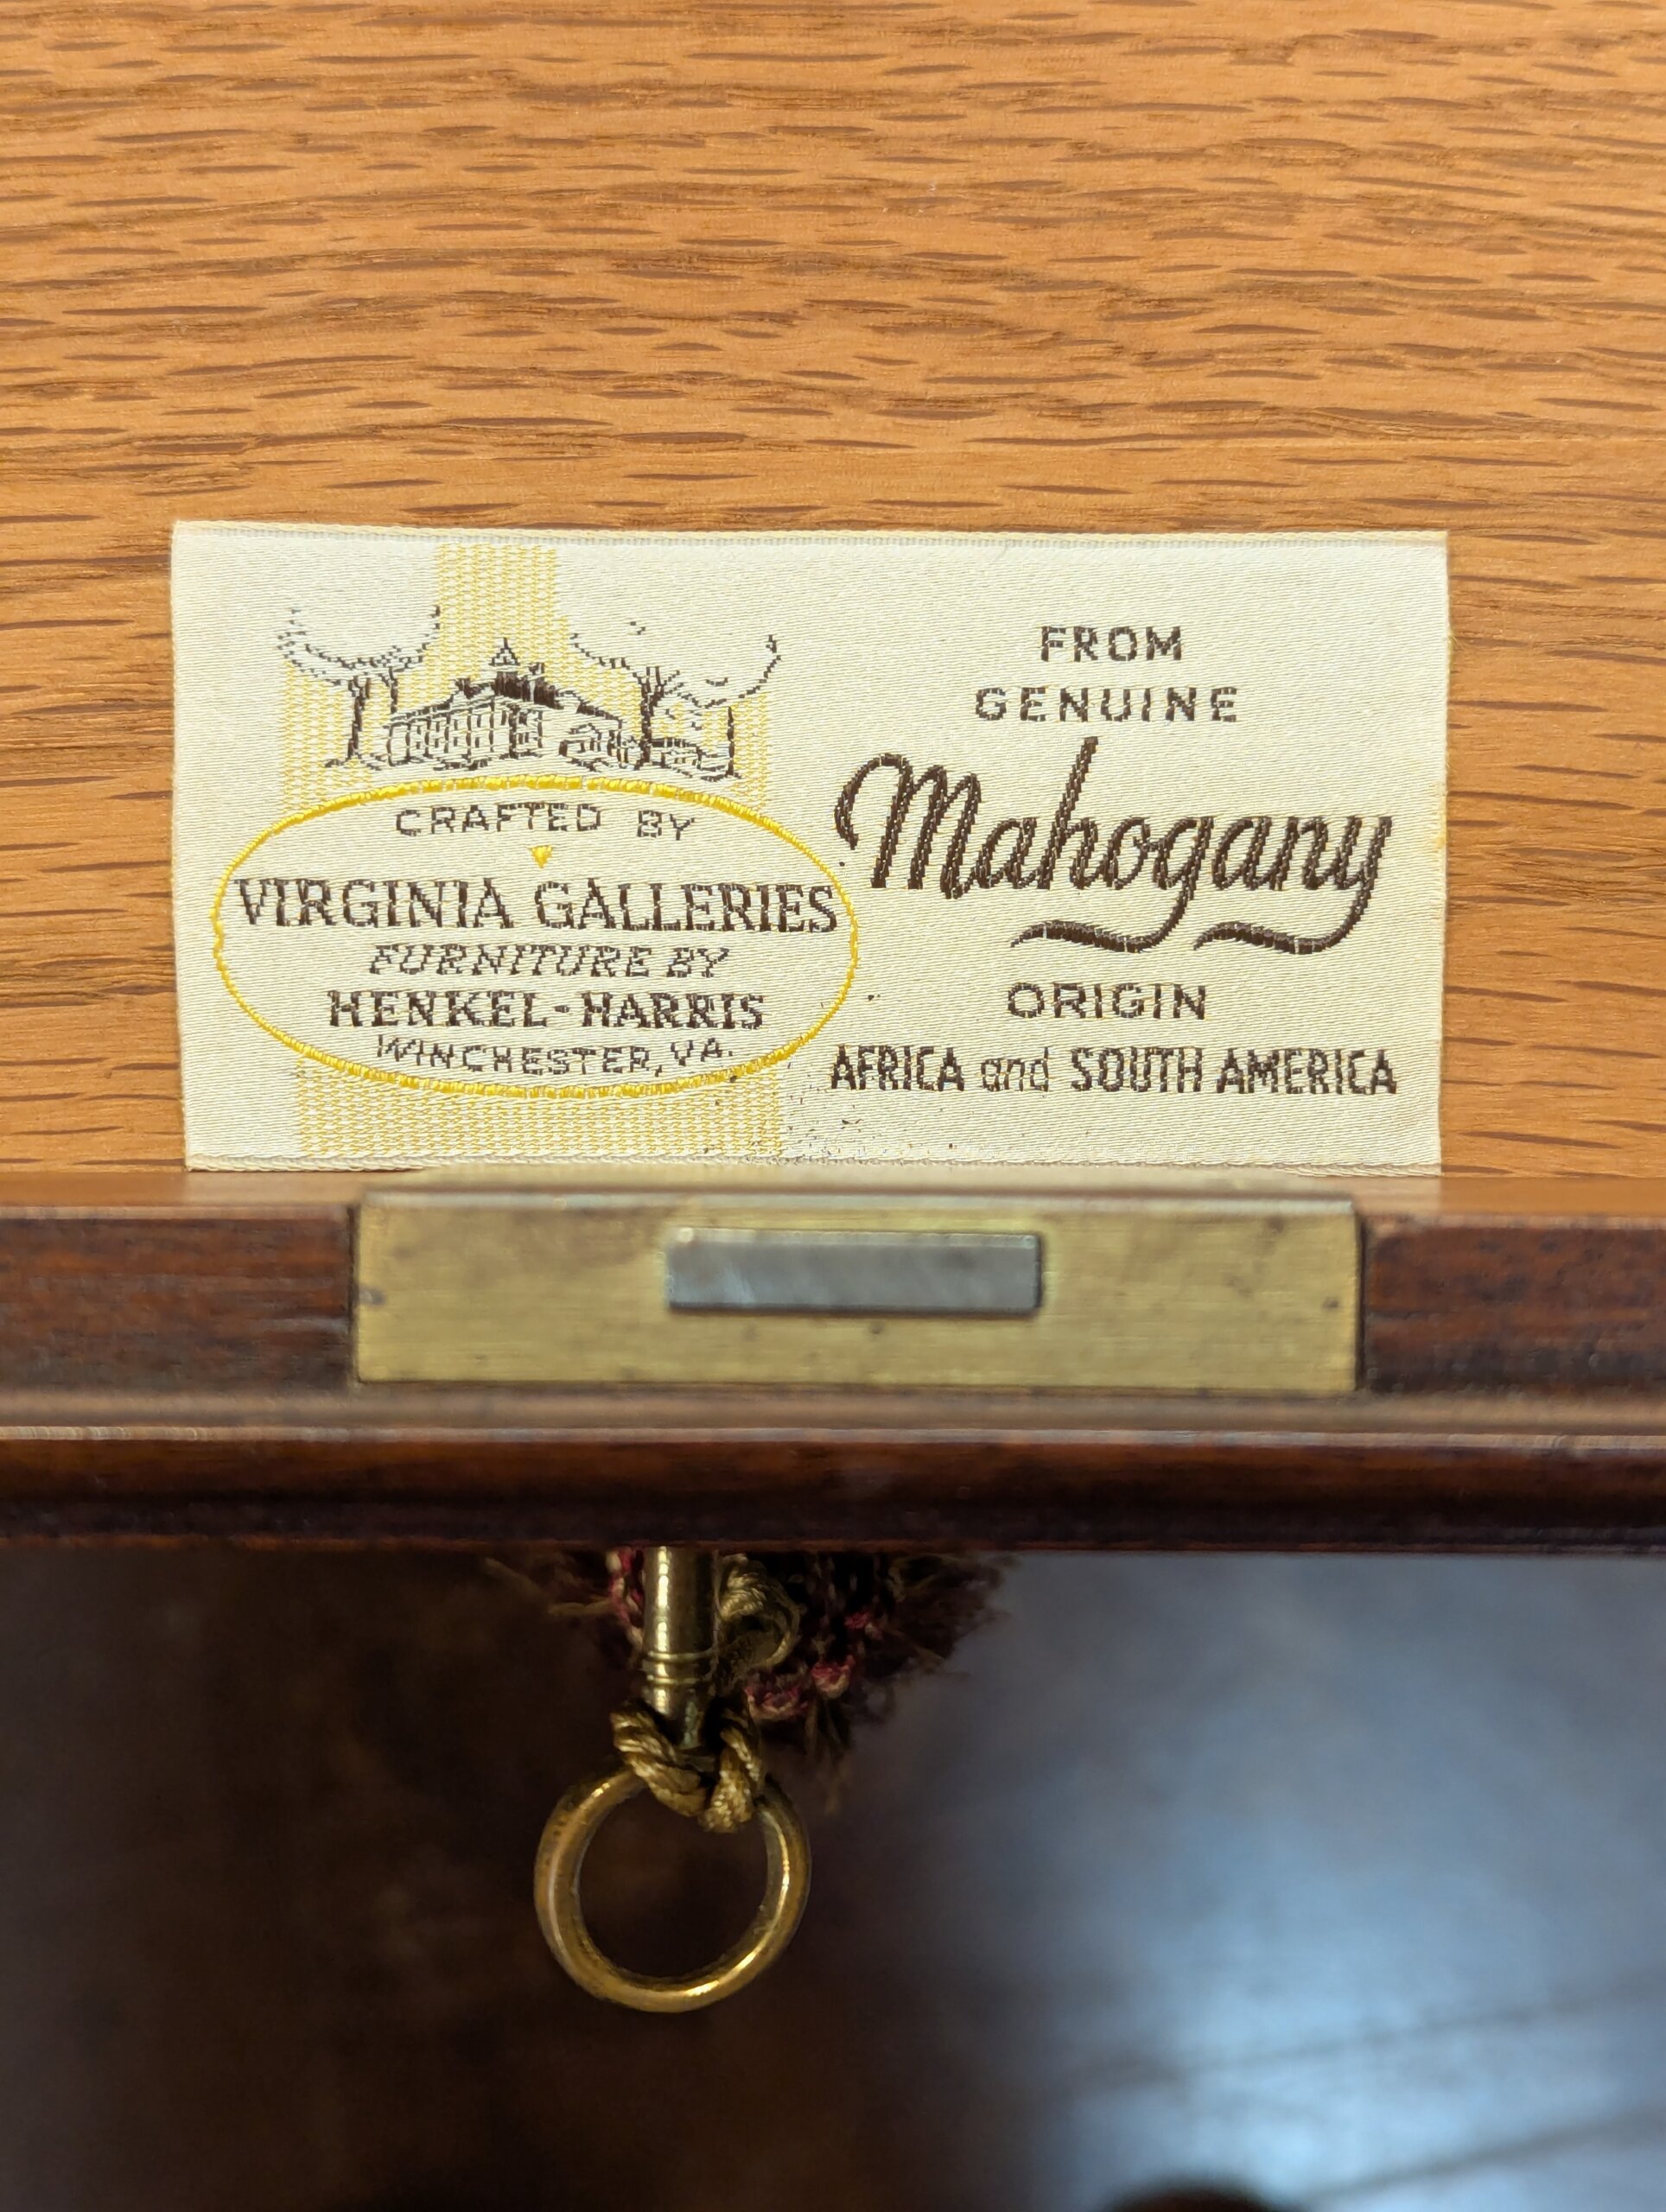 CRAFTED BY
VIRGINIA GALLERIES
FURNITURE BY
HENKEL-HARRIS
WINCHESTER, VA.
FROM
GENUINE
Mahogany
ORIGIN
AFRICA and SOUTH AMERICA